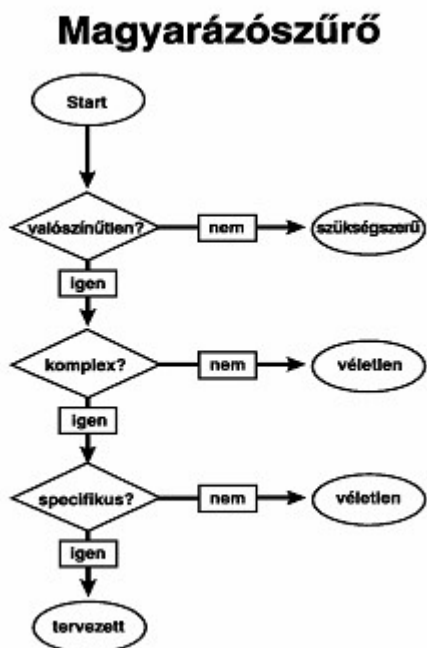 Magyarázószűrő
Start
valószínűtlen?
nem
szükségszerű
igen
komplex?
nem
véletlen
igen
specifikus?
nem
véletlen
igen
tervezett